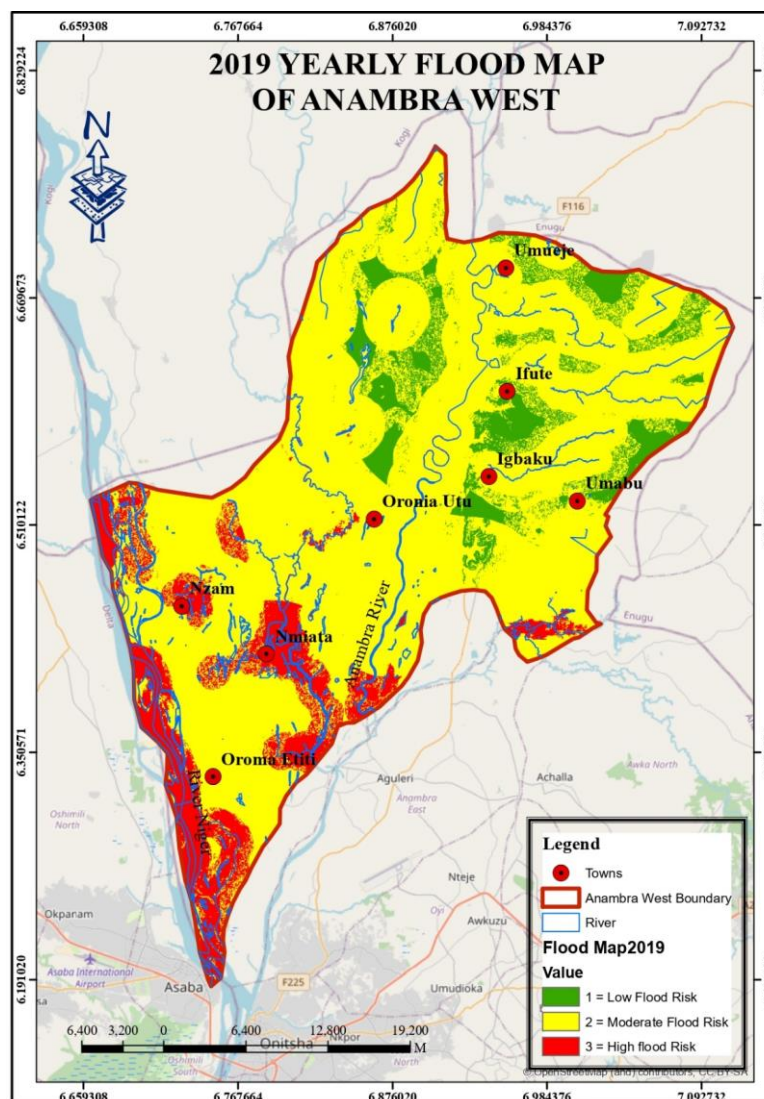 6.659308 6.767664 6.876020 6.984376 7.092732
6.829224
2019 YEARLY FLOOD MAP
OF ANAMBRA WEST
N
Kogi
Kogi
F116
Enugu
Umueje
6.669673
Ifute
Igbaku
Umabu
Oronia Utu
6.510122
Nzam
Delta
Enugu
Nmiata
Anambra River
6.350571
Oroma Etiti
Aguleri
Achalla
Awka North
River Niger
Anambra East
Oshimili North
Legend
Towns
Anambra West Boundary
River
Flood Map2019
Value
1 = Low Flood Risk
2 = Moderate Flood Risk
3 = High flood Risk
Nteje
Okpanam
Oyi
Awkuzu
6.191020
Asaba International Airport
Asaba
F225
Umudioka
6,400 3,200 0 6,400 12,800 19,200
M
Nkpor
Onitsha
Oshimili South
North
© OpenStreetMap (and) contributors, CC-BY-SA
6.659308 6.767664 6.876020 6.984376 7.092732